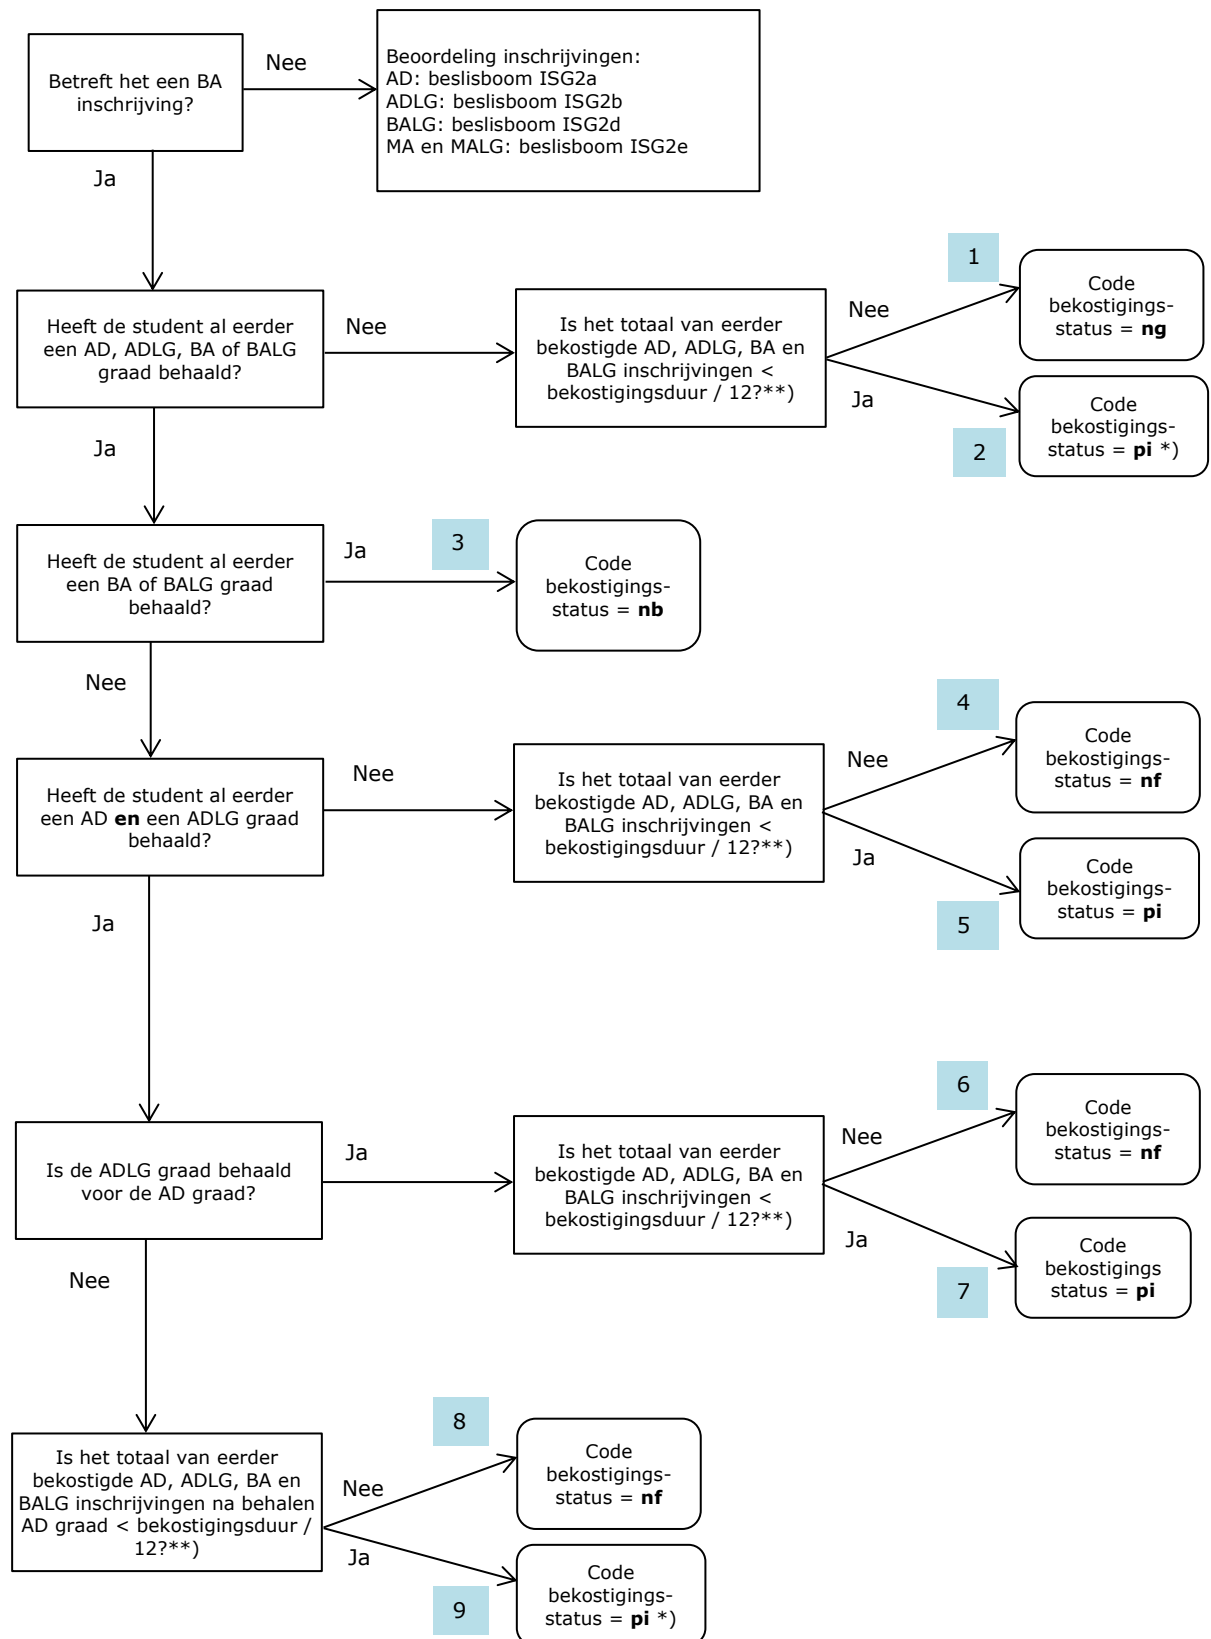 Betreft het een BA
inschrijving?
Nee
Beoordeling inschrijvingen:
AD: beslisboom ISG2a
ADLG: beslisboom ISG2b
BALG: beslisboom ISG2d
MA en MALG: beslisboom ISG2e
Ja
Heeft de student al eerder
een AD, ADLG, BA of BALG
graad behaald?
Nee
Is het totaal van eerder
bekostigde AD, ADLG, BA en
BALG inschrijvingen <
bekostigingsduur / 12?**)
Nee
1
Code
bekostigings-
status = ng
Ja
2
Code
bekostigings-
status = pi *)
Ja
Heeft de student al eerder
een BA of BALG graad
behaald?
Ja
3
Code
bekostigings-
status = nb
Nee
Heeft de student al eerder
een AD en een ADLG graad
behaald?
Nee
Is het totaal van eerder
bekostigde AD, ADLG, BA en
BALG inschrijvingen <
bekostigingsduur / 12?**)
Nee
4
Code
bekostigings-
status = nf
Ja
5
Code
bekostigings-
status = pi
Ja
Is de ADLG graad behaald
voor de AD graad?
Ja
Is het totaal van eerder
bekostigde AD, ADLG, BA en
BALG inschrijvingen <
bekostigingsduur / 12?**)
Nee
6
Code
bekostigings-
status = nf
Ja
7
Code
bekostigings
status = pi
Nee
Is het totaal van eerder
bekostigde AD, ADLG, BA en
BALG inschrijvingen na behalen
AD graad < bekostigingsduur /
12?**)
Nee
8
Code
bekostigings-
status = nf
Ja
9
Code
bekostigings-
status = pi *)